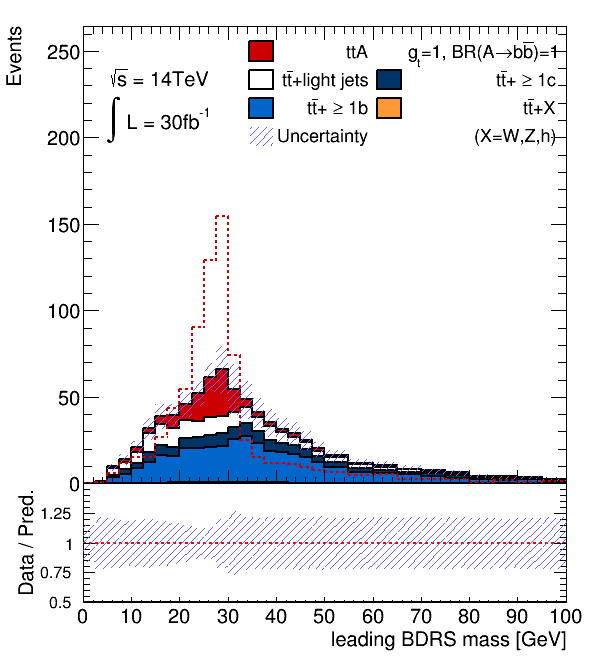 Events
250
200
150
100
50
0
√s = 14TeV
∫ L = 30fb⁻¹
ttA
g_t=1, BR(A→bb̄)=1
tt̄+light jets
tt̄+ ≥ 1c
tt̄+ ≥ 1b
tt̄+X
Uncertainty
(X=W,Z,h)
Data / Pred.
1.25
1
0.75
0.5
0 10 20 30 40 50 60 70 80 90 100
leading BDRS mass [GeV]